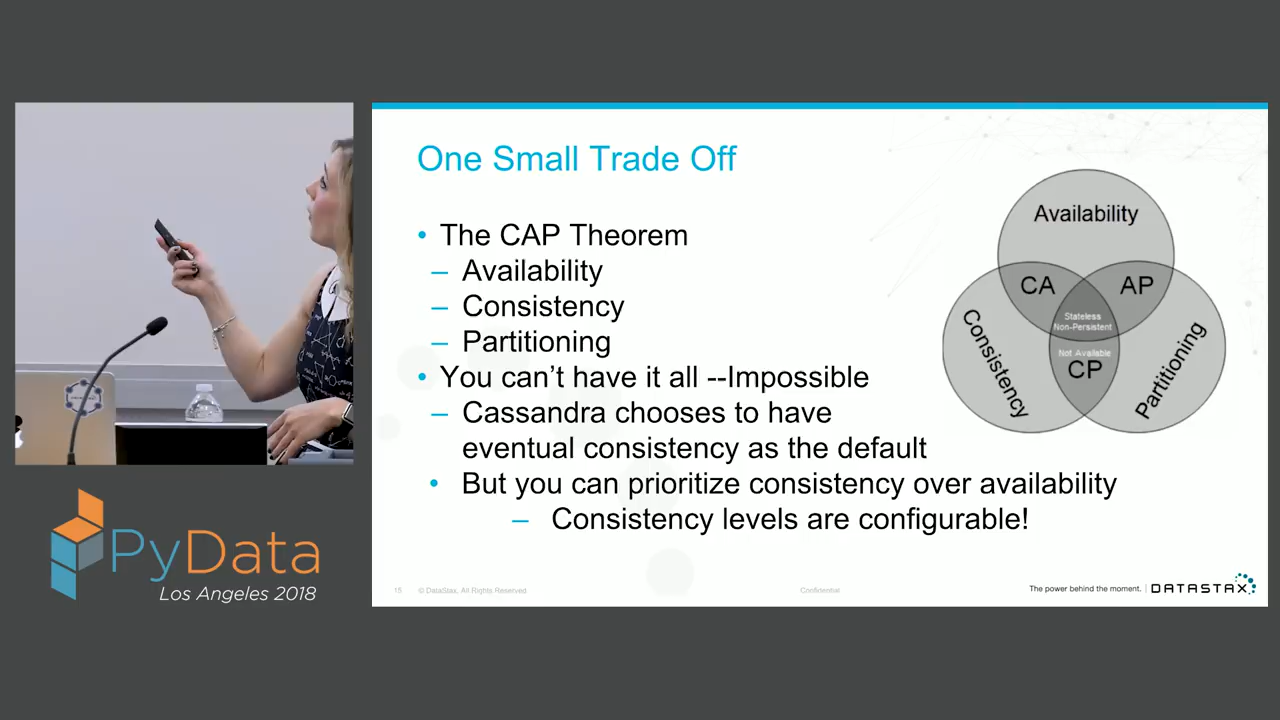 One Small Trade Off
• The CAP Theorem
– Availability
– Consistency
– Partitioning
• You can’t have it all --Impossible
– Cassandra chooses to have
eventual consistency as the default
• But you can prioritize consistency over availability
– Consistency levels are configurable!
Availability
CA
AP
Stateless
Non-Persistent
Not Available
CP
Consistency
Partitioning
15
© DataStax, All Rights Reserved
Confidential
The power behind the moment.
DATASTAX
PyData
Los Angeles 2018